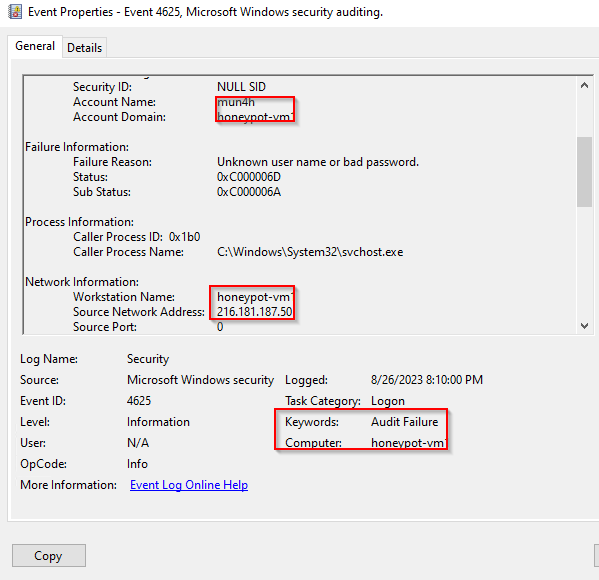 Event Properties - Event 4625, Microsoft Windows security auditing.
General Details
Security ID: NULL SID
Account Name: mun4h
Account Domain: honeypot-vm1
Failure Information:
Failure Reason: Unknown user name or bad password.
Status: 0xC000006D
Sub Status: 0xC000006A
Process Information:
Caller Process ID: 0x1b0
Caller Process Name: C:\Windows\System32\svchost.exe
Network Information:
Workstation Name: honeypot-vm1
Source Network Address: 216.181.187.50
Source Port: 0
Log Name: Security
Source: Microsoft Windows security Logged: 8/26/2023 8:10:00 PM
Event ID: 4625 Task Category: Logon
Level: Information Keywords: Audit Failure
User: N/A Computer: honeypot-vm1
OpCode: Info
More Information: Event Log Online Help
Copy